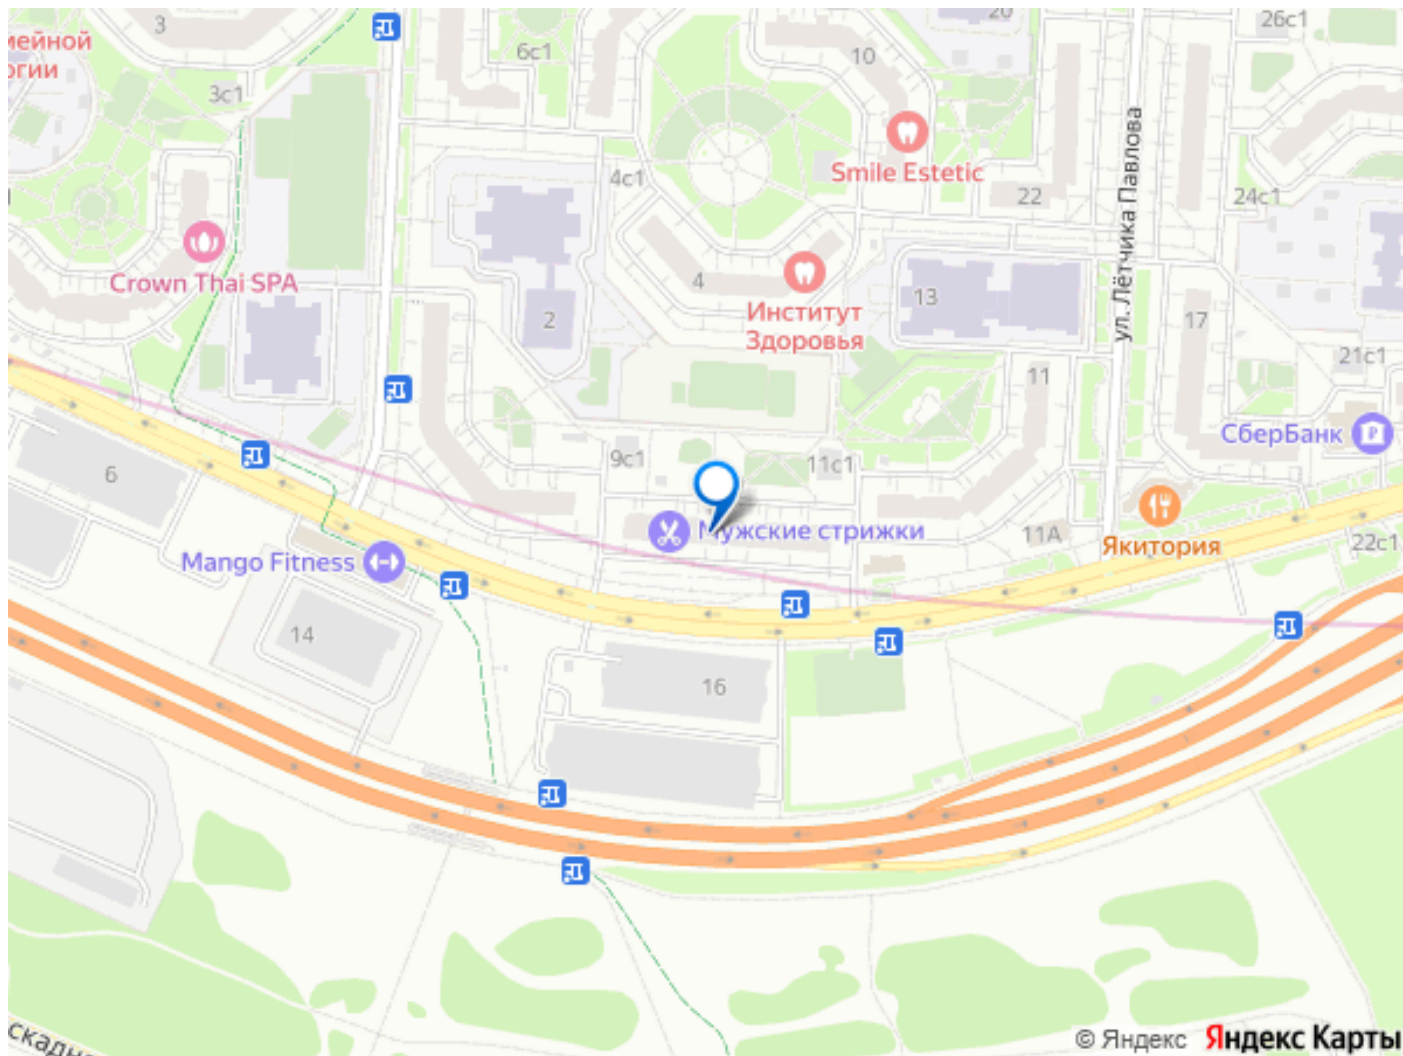 3
6с1
10
20
26с1
мейной
огии
3с1
Smile Estetic
4с1
22
24с1
ул. Лётчика Павлова
Crown Thai SPA
4
Институт
Здоровья
13
2
17
11
21с1
СберБанк
9с1
11с1
6
Мужские стрижки
11А
Якитория
22с1
Mango Fitness
14
16
скадн
© Яндекс Яндекс Карты